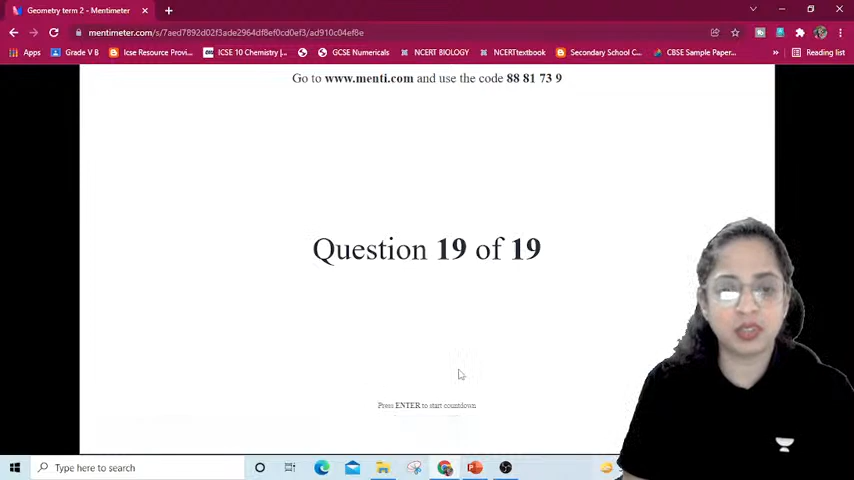 Geometry term 2 - Mentimeter
mentimeter.com/s/7aed7892d02f3ade2964df8ef0cd0ef3/ad910c04ef8e
Apps
Grade V B
Icse Resource Provi...
ICSE 10 Chemistry |...
GCSE Numericals
NCERT BIOLOGY
NCERTtextbook
Secondary School C...
CBSE Sample Paper...
Reading list
Go to www.menti.com and use the code 88 81 73 9
Question 19 of 19
Press ENTER to start countdown
Type here to search